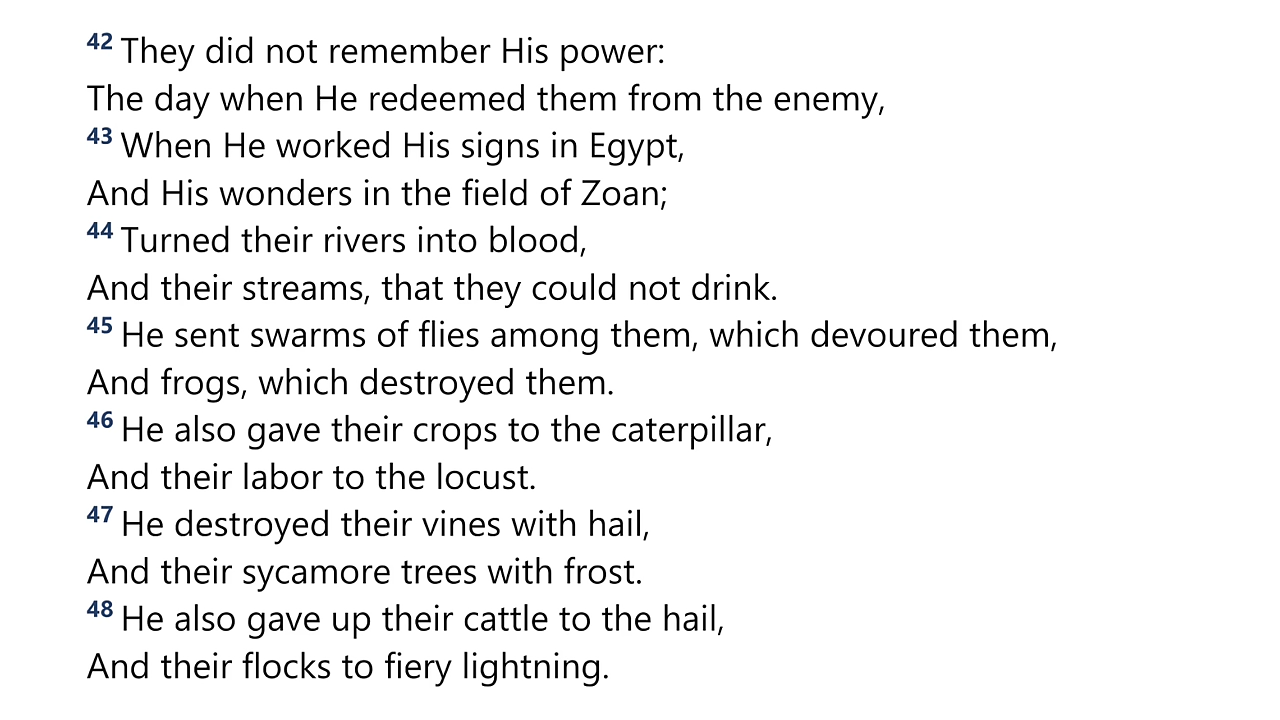 42 They did not remember His power:
The day when He redeemed them from the enemy,
43 When He worked His signs in Egypt,
And His wonders in the field of Zoan;
44 Turned their rivers into blood,
And their streams, that they could not drink.
45 He sent swarms of flies among them, which devoured them,
And frogs, which destroyed them.
46 He also gave their crops to the caterpillar,
And their labor to the locust.
47 He destroyed their vines with hail,
And their sycamore trees with frost.
48 He also gave up their cattle to the hail,
And their flocks to fiery lightning.